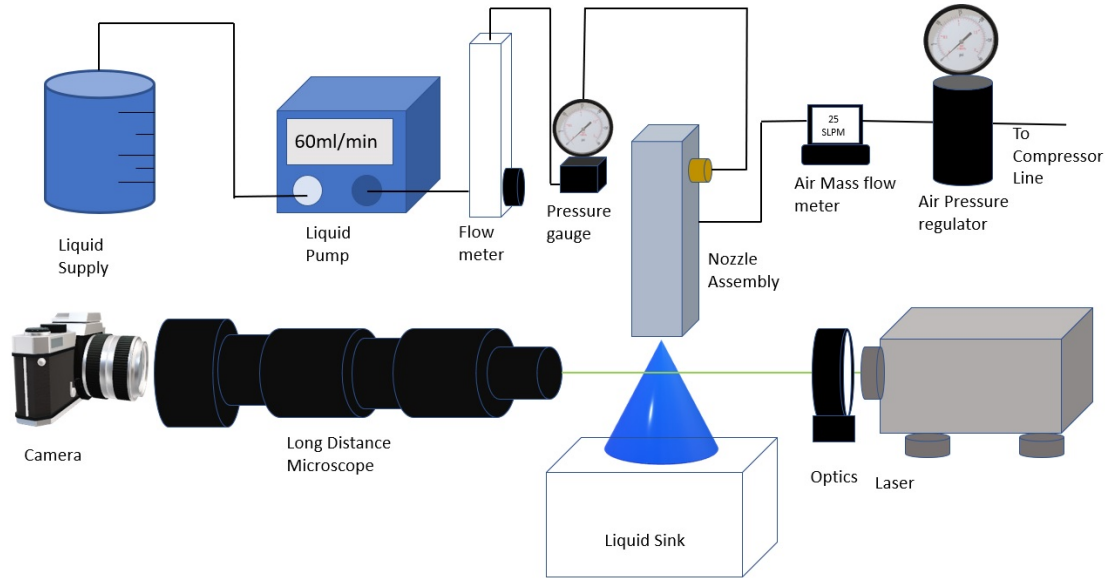 60ml/min
25
SLPM
To
Compressor
Line
Liquid
Supply
Liquid
Pump
Flow
meter
Pressure
gauge
Air Mass flow
meter
Air Pressure
regulator
Nozzle
Assembly
Camera
Long Distance
Microscope
Optics
Laser
Liquid Sink